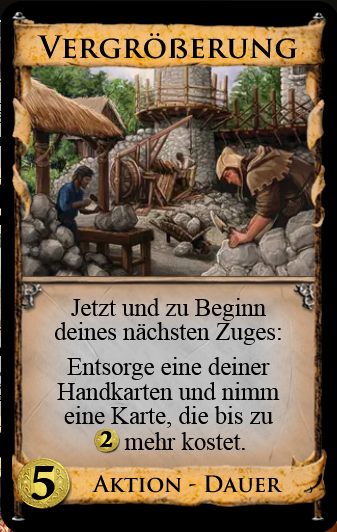 VERGRÖẞERUNG
Jetzt und zu Beginn
deines nächsten Zuges:
Entsorge eine deiner
Handkarten und nimm
eine Karte, die bis zu
2 mehr kostet.
5 AKTION - DAUER